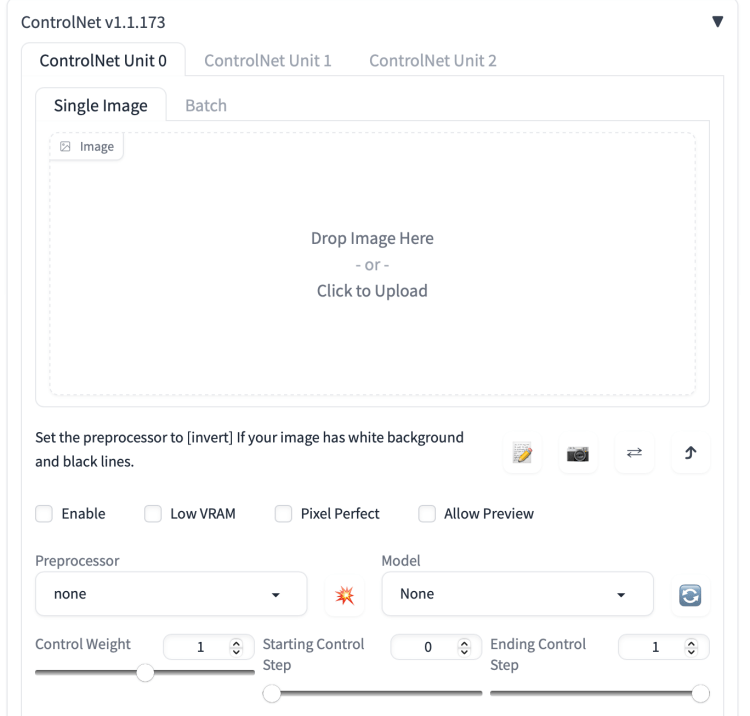 ControlNet v1.1.173
ControlNet Unit 0 ControlNet Unit 1 ControlNet Unit 2
Single Image Batch
Image
Drop Image Here
- or -
Click to Upload
Set the preprocessor to [invert] If your image has white background
and black lines.
Enable Low VRAM Pixel Perfect Allow Preview
Preprocessor Model
none None
Control Weight 1 Starting Control 0 Ending Control 1
Step Step